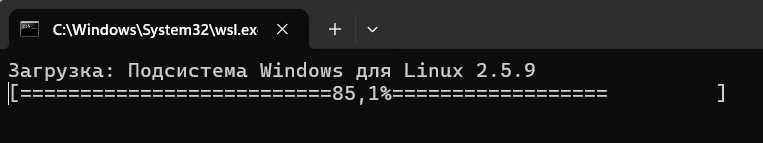 C:\Windows\System32\wsl.ex
Загрузка: Подсистема Windows для Linux 2.5.9
[==========================85,1%==================         ]